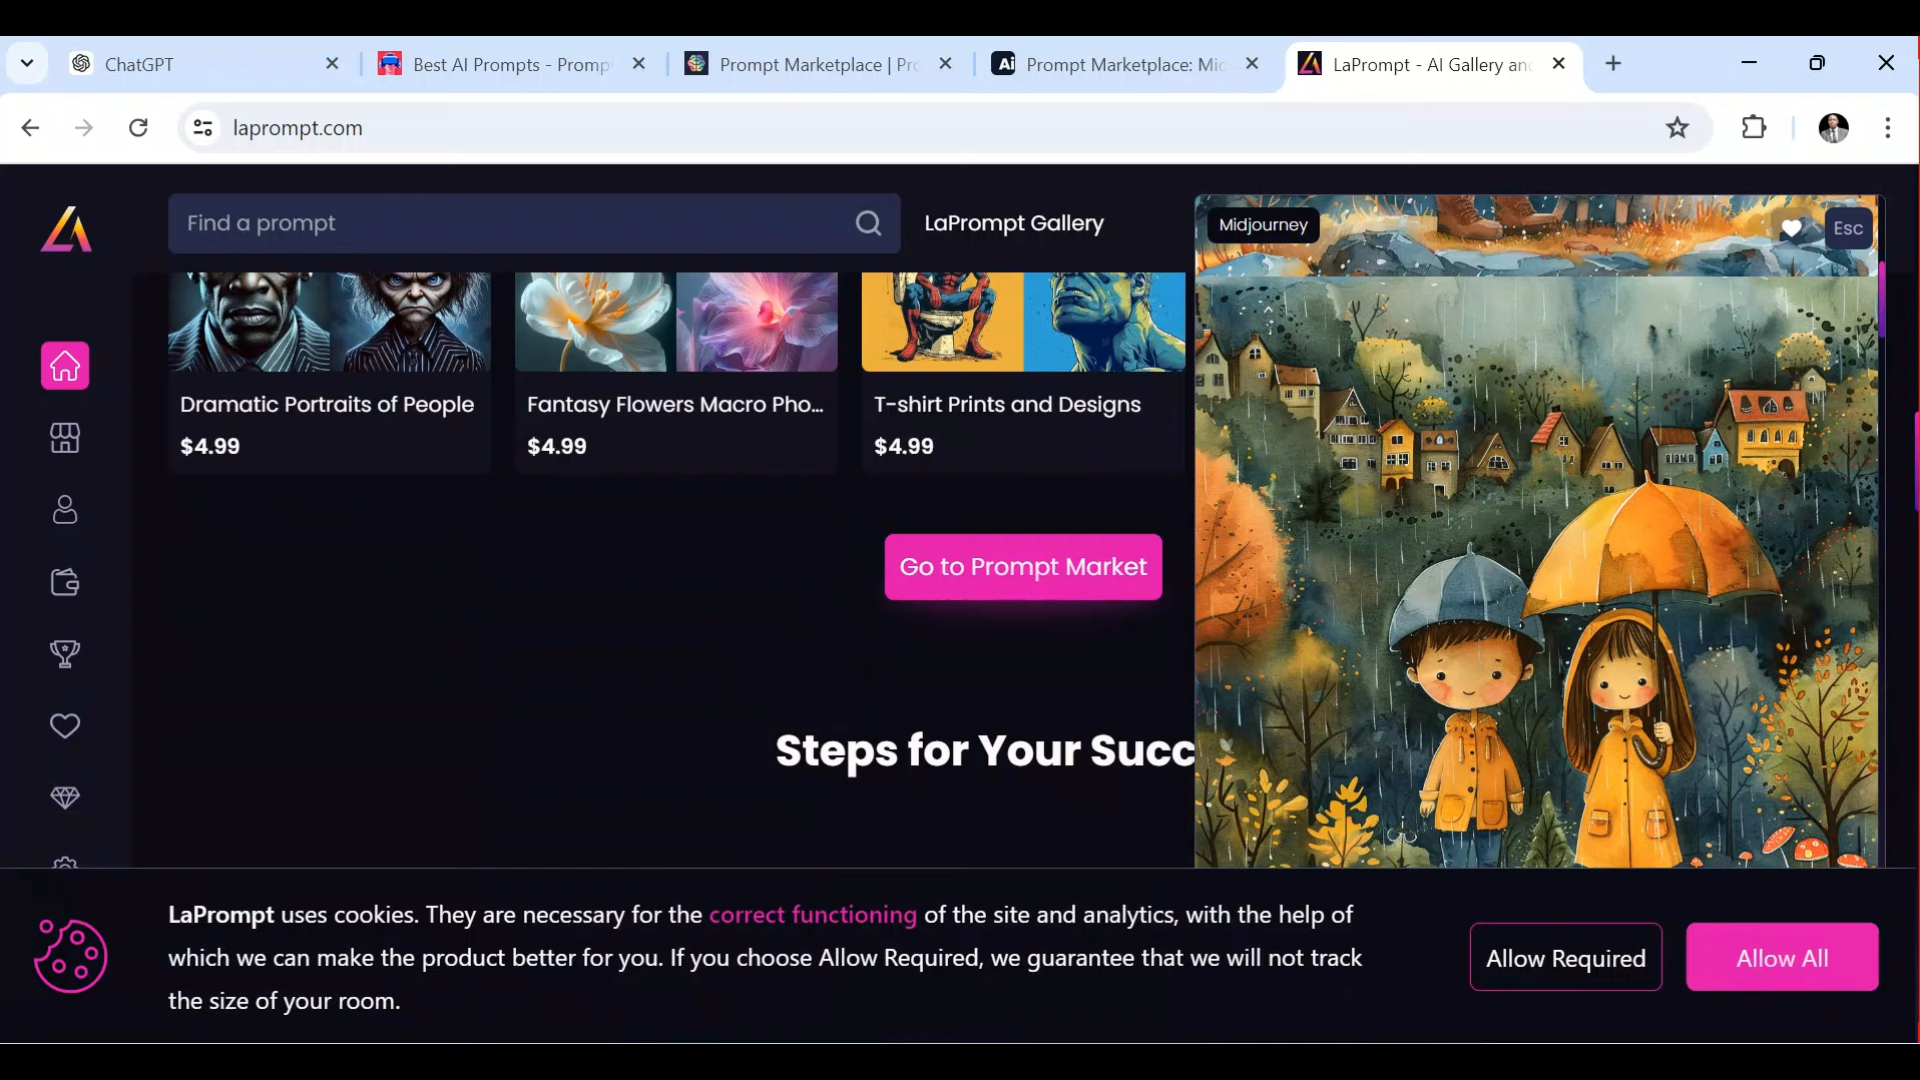 ChatGPT
Best AI Prompts - Promp
Prompt Marketplace | Pro
Ai
Prompt Marketplace: Mid
LaPrompt - AI Gallery and
laprompt.com
Find a prompt
LaPrompt Gallery
Midjourney
Esc
Dramatic Portraits of People
$4.99
Fantasy Flowers Macro Pho...
$4.99
T-shirt Prints and Designs
$4.99
Go to Prompt Market
Steps for Your Succ
LaPrompt uses cookies. They are necessary for the correct functioning of the site and analytics, with the help of
which we can make the product better for you. If you choose Allow Required, we guarantee that we will not track
the size of your room.
Allow Required
Allow All